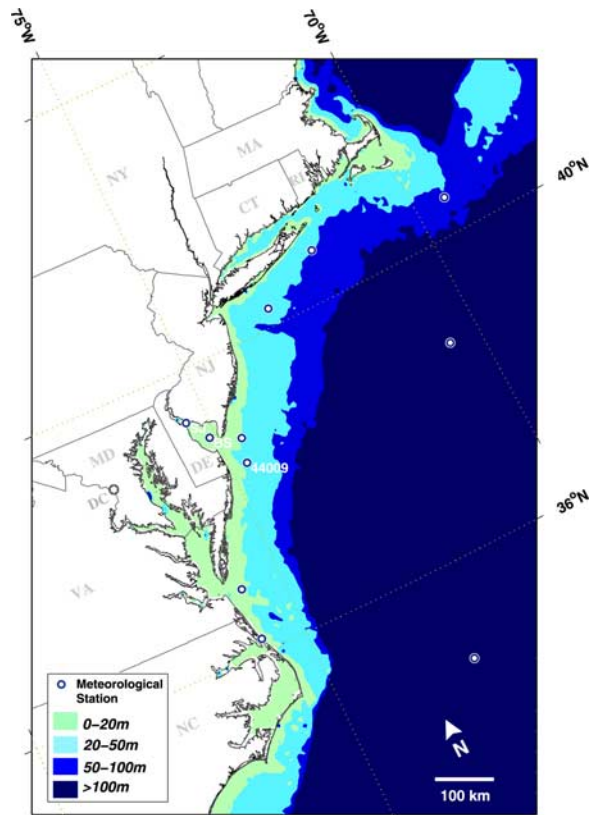 75°W
70°W
MA
NY
CT
RI
40°N
NJ
MD
DE
44009
DC
36°N
VA
NC
Meteorological
Station
0–20m
20–50m
50–100m
>100m
N
100 km